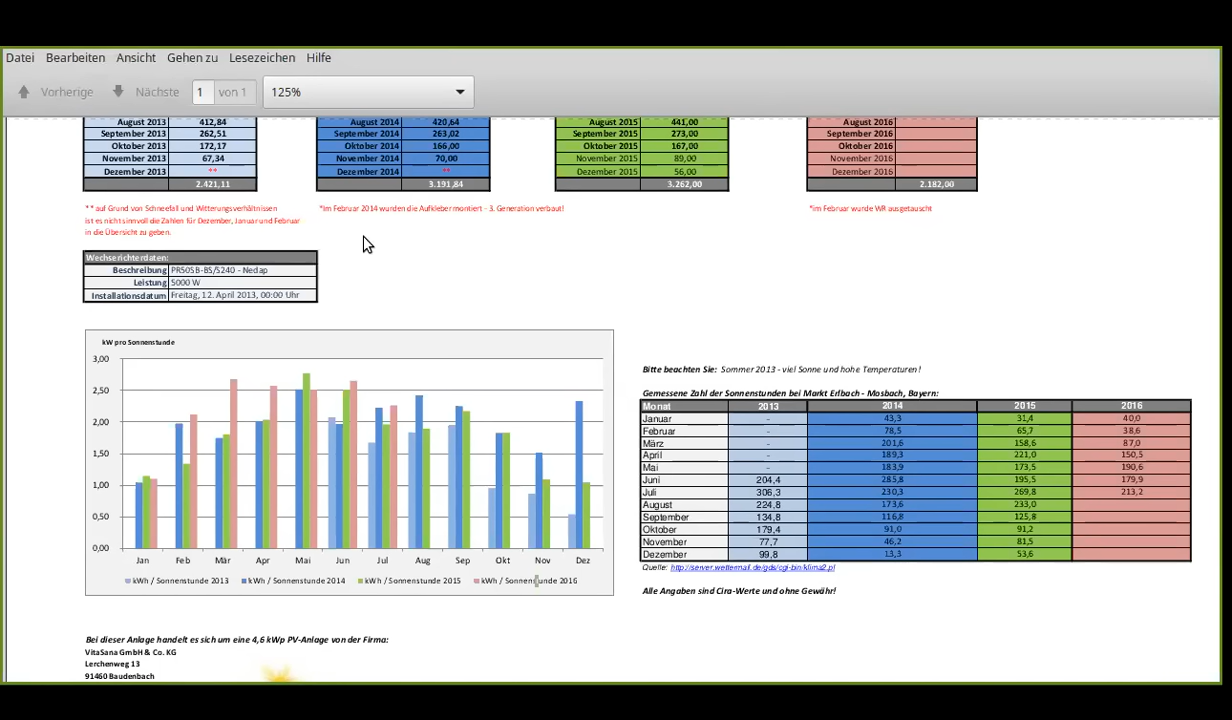 Datei Bearbeiten Ansicht Gehen zu Lesezeichen Hilfe
Vorherige Nächste 1 von 1 125%
August 2013 412,84 August 2014 420,64 August 2015 441,00 August 2016
September 2013 262,51 September 2014 263,02 September 2015 273,00 September 2016
Oktober 2013 172,17 Oktober 2014 166,00 Oktober 2015 167,00 Oktober 2016
November 2013 67,34 November 2014 70,00 November 2015 89,00 November 2016
Dezember 2013 ** Dezember 2014 ** Dezember 2015 56,00 Dezember 2016
2.421,11 3.191,84 3.262,00 2.182,00
** auf Grund von Schneefall und Witterungsverhältnissen *Im Februar 2014 wurden die Aufkleber montiert - 3. Generation verbaut! *im Februar wurde WR ausgetauscht
ist es nicht sinnvoll die Zahlen für Dezember, Januar und Februar
in die Übersicht zu geben.
Wechserichterdaten:
Beschreibung PR50SB-BS/S240 - Nedap
Leistung 5000 W
Installationsdatum Freitag, 12. April 2013, 00:00 Uhr
kW pro Sonnenstunde
3,00
2,50
2,00
1,50
1,00
0,50
0,00
Jan Feb Mär Apr Mai Jun Jul Aug Sep Okt Nov Dez
kWh / Sonnenstunde 2013 kWh / Sonnenstunde 2014 kWh / Sonnenstunde 2015 kWh / Sonnenstunde 2016
Bitte beachten Sie: Sommer 2013 - viel Sonne und hohe Temperaturen!
Gemessene Zahl der Sonnenstunden bei Markt Erlbach - Mosbach, Bayern:
Monat 2013 2014 2015 2016
Januar - 43,3 31,4 40,0
Februar - 78,5 65,7 38,6
März - 201,6 158,6 87,0
April - 189,3 221,0 150,5
Mai - 183,9 173,5 190,6
Juni 204,4 285,8 195,5 179,9
Juli 306,3 230,3 269,8 213,2
August 224,8 173,6 233,0
September 134,8 116,8 125,8
Oktober 179,4 91,0 91,2
November 77,7 46,2 81,5
Dezember 99,8 13,3 53,6
Quelle: http://server.wettermail.de/gds/cgi-bin/klima2.pl
Alle Angaben sind Cira-Werte und ohne Gewähr!
Bei dieser Anlage handelt es sich um eine 4,6 kWp PV-Anlage von der Firma:
VitaSana GmbH & Co. KG
Lerchenweg 13
91460 Baudenbach